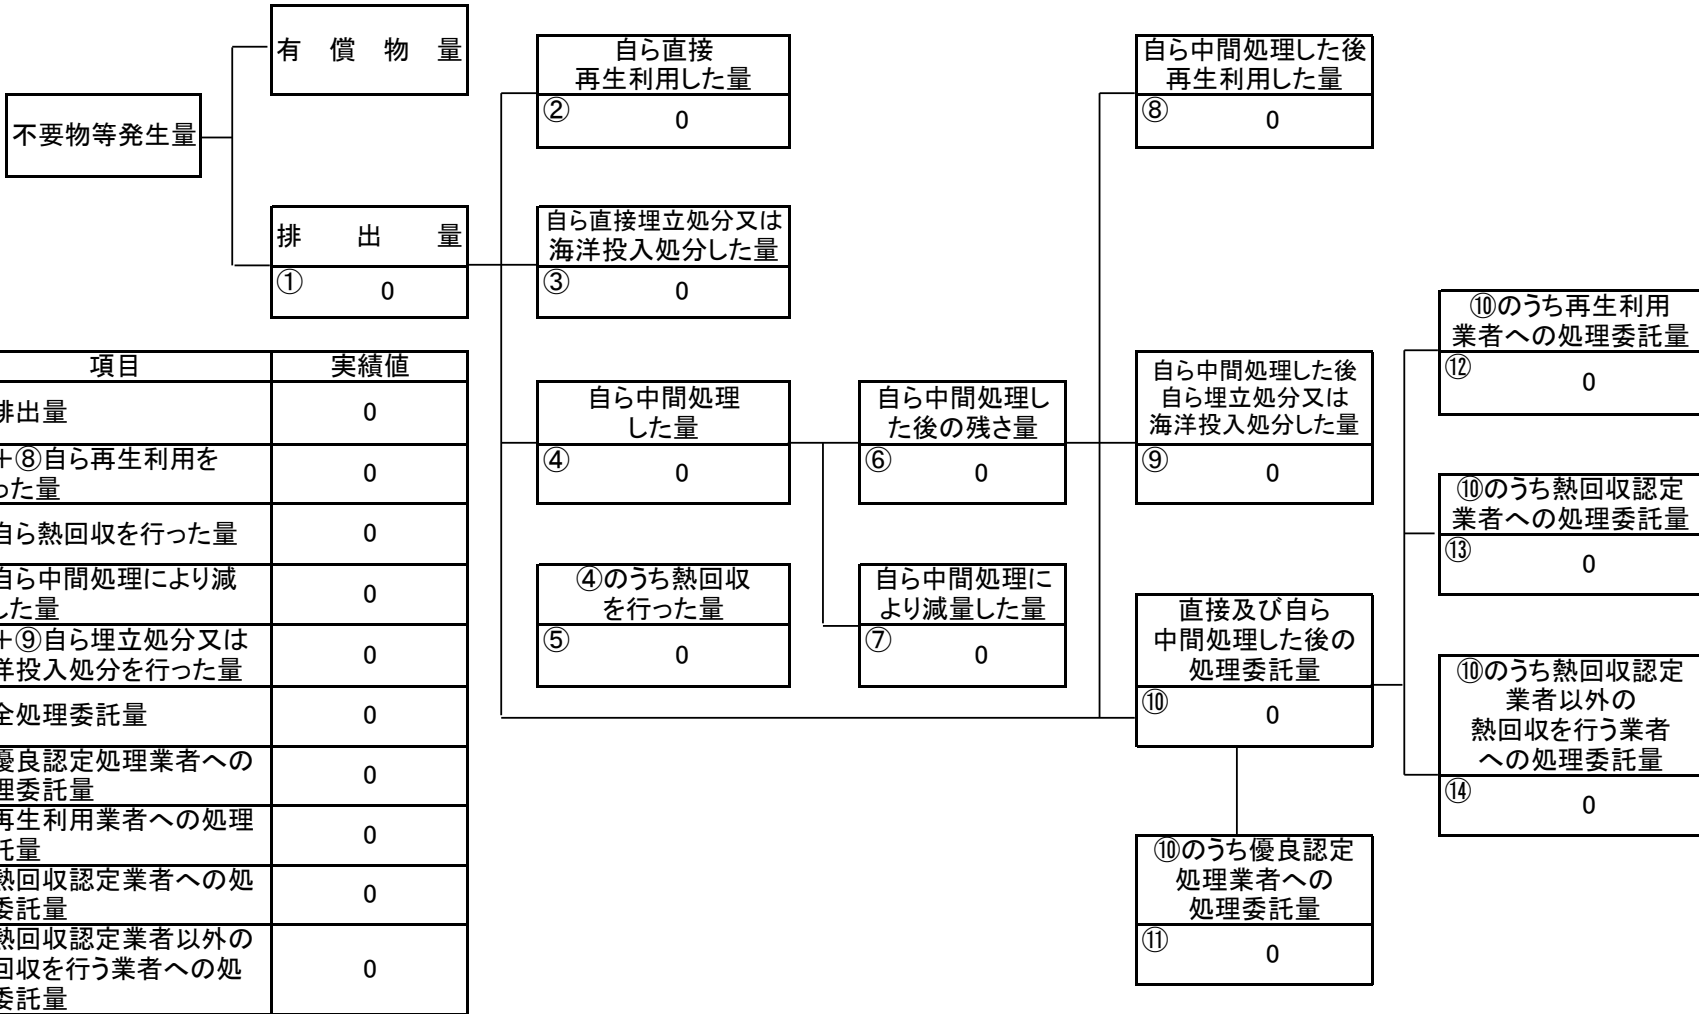 有償物量
不要物等発生量
排出量
①
0
自ら直接
再生利用した量
②
0
自ら直接埋立処分又は
海洋投入処分した量
③
0
自ら中間処理
した量
④
0
④のうち熱回収
を行った量
⑤
0
自ら中間処理し
た後の残さ量
⑥
0
自ら中間処理に
より減量した量
⑦
0
自ら中間処理した後
再生利用した量
⑧
0
自ら中間処理した後
自ら埋立処分又は
海洋投入処分した量
⑨
0
直接及び自ら
中間処理した後の
処理委託量
⑩
0
⑩のうち優良認定
処理業者への
処理委託量
⑪
0
⑩のうち再生利用
業者への処理委託量
⑫
0
⑩のうち熱回収認定
業者への処理委託量
⑬
0
⑩のうち熱回収認定
業者以外の
熱回収を行う業者
への処理委託量
⑭
0
項目 実績値
排出量 0
+⑧自ら再生利用を
った量 0
自ら熱回収を行った量 0
自ら中間処理により減
した量 0
+⑨自ら埋立処分又は
洋投入処分を行った量 0
全処理委託量 0
優良認定処理業者への
理委託量 0
再生利用業者への処理
託量 0
熱回収認定業者への処
委託量 0
熱回収認定業者以外の
回収を行う業者への処
委託量 0